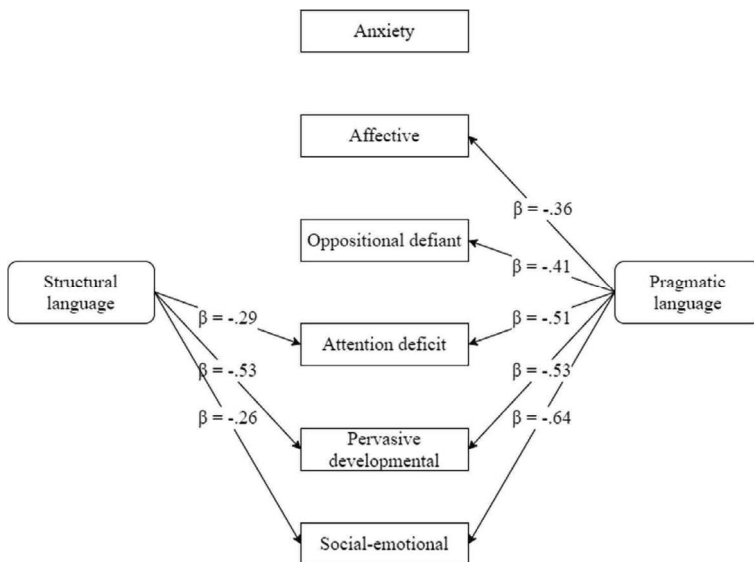 Anxiety
Affective
β = -.36
Oppositional defiant
β = -.41
Structural
language
Pragmatic
language
β = -.29
β = -.51
Attention deficit
β = -.53
β = -.53
β = -.26
β = -.64
Pervasive
developmental
Social-emotional